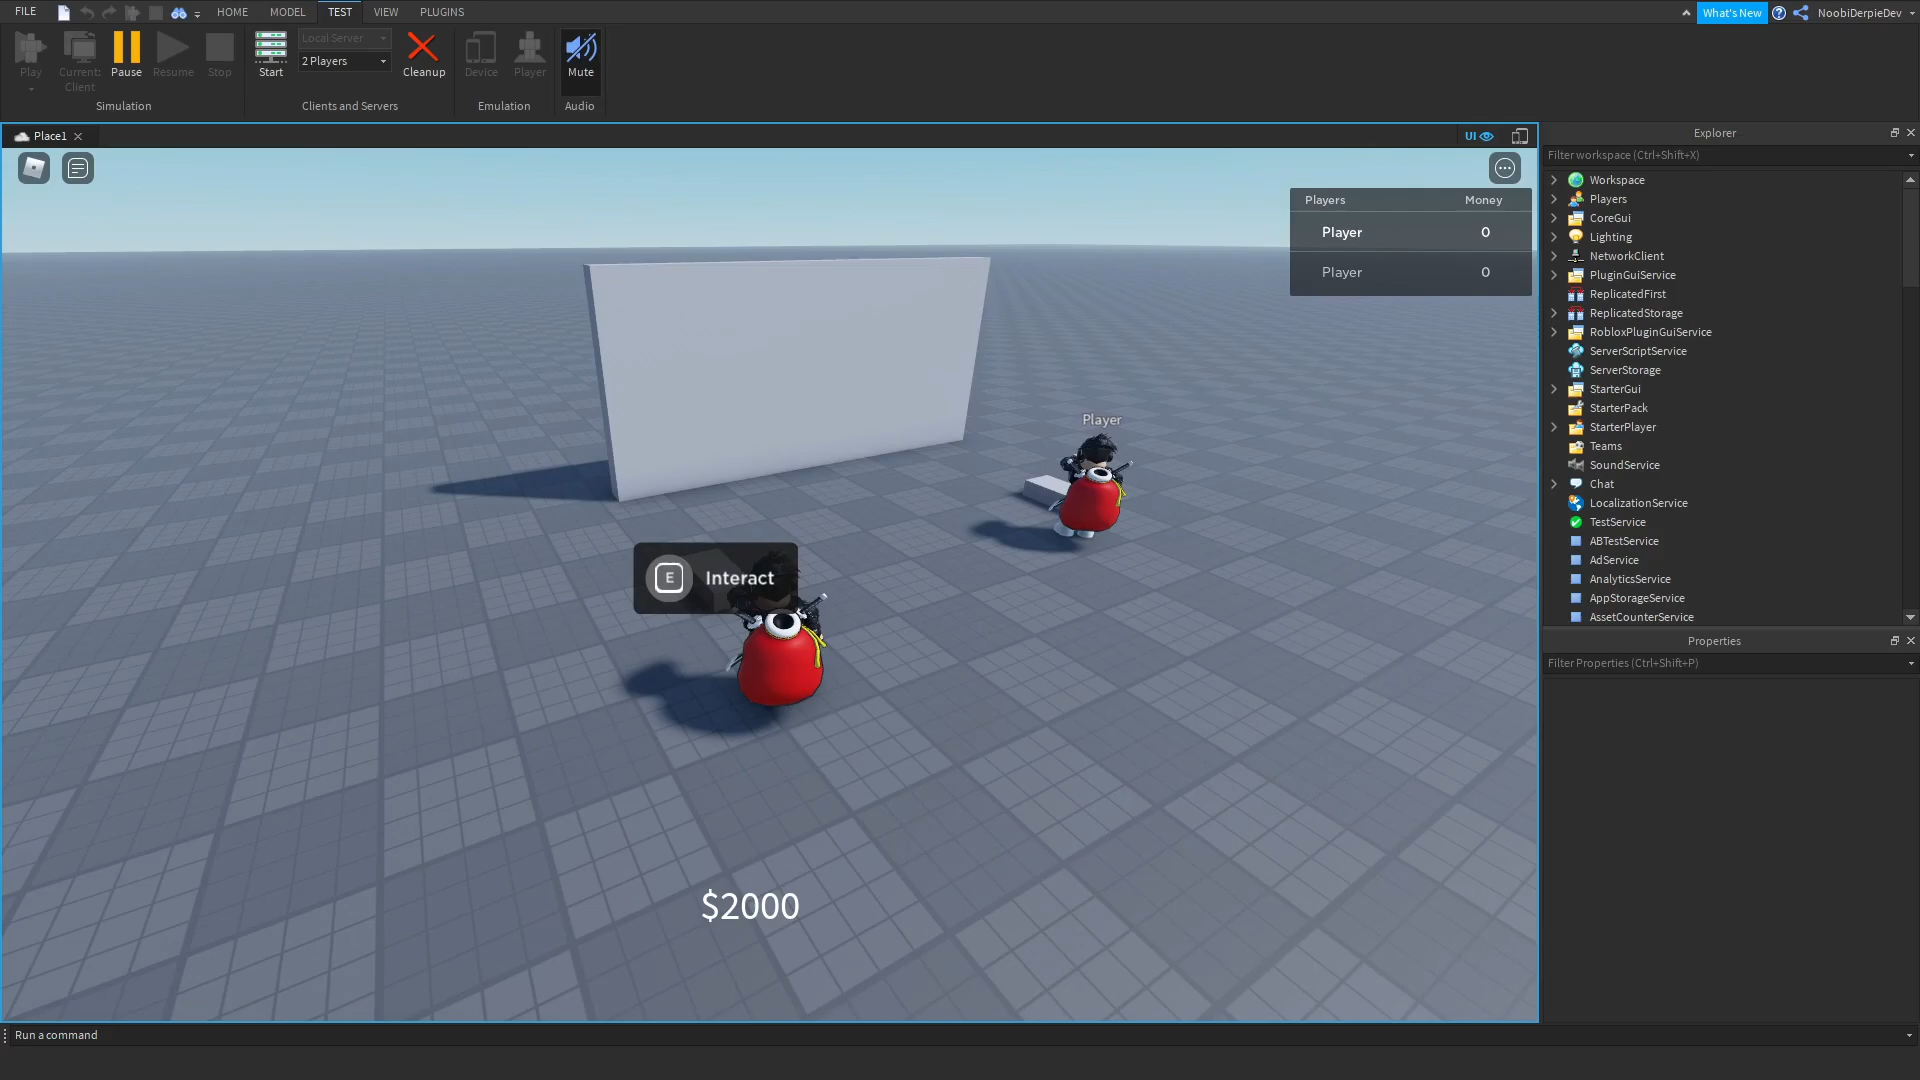 FILE HOME MODEL TEST VIEW PLUGINS What's New NoobiDerpieDev
Play Current: Client Pause Resume Stop Start Local Server 2 Players Cleanup Device Player Mute
Simulation Clients and Servers Emulation Audio
Place1 UI
Explorer
Filter workspace (Ctrl+Shift+X)
Workspace
Players
CoreGui
Lighting
NetworkClient
PluginGuiService
ReplicatedFirst
ReplicatedStorage
RobloxPluginGuiService
ServerScriptService
ServerStorage
StarterGui
StarterPack
StarterPlayer
Teams
SoundService
Chat
LocalizationService
TestService
ABTestService
AdService
AnalyticsService
AppStorageService
AssetCounterService
Properties
Filter Properties (Ctrl+Shift+P)
Players Money
Player 0
Player 0
Player
E Interact
$2000
Run a command